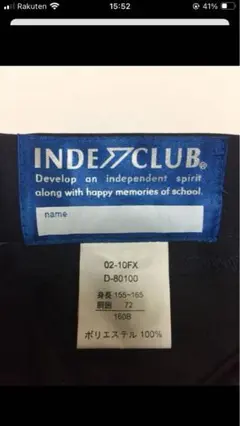 Rakuten
15:52
41%
INDEX CLUB®
Develop an independent spirit
along with happy memories of school.
name
02-10FX
D-80100
身長 155~165
胴囲 72
160B
ポリエステル 100%